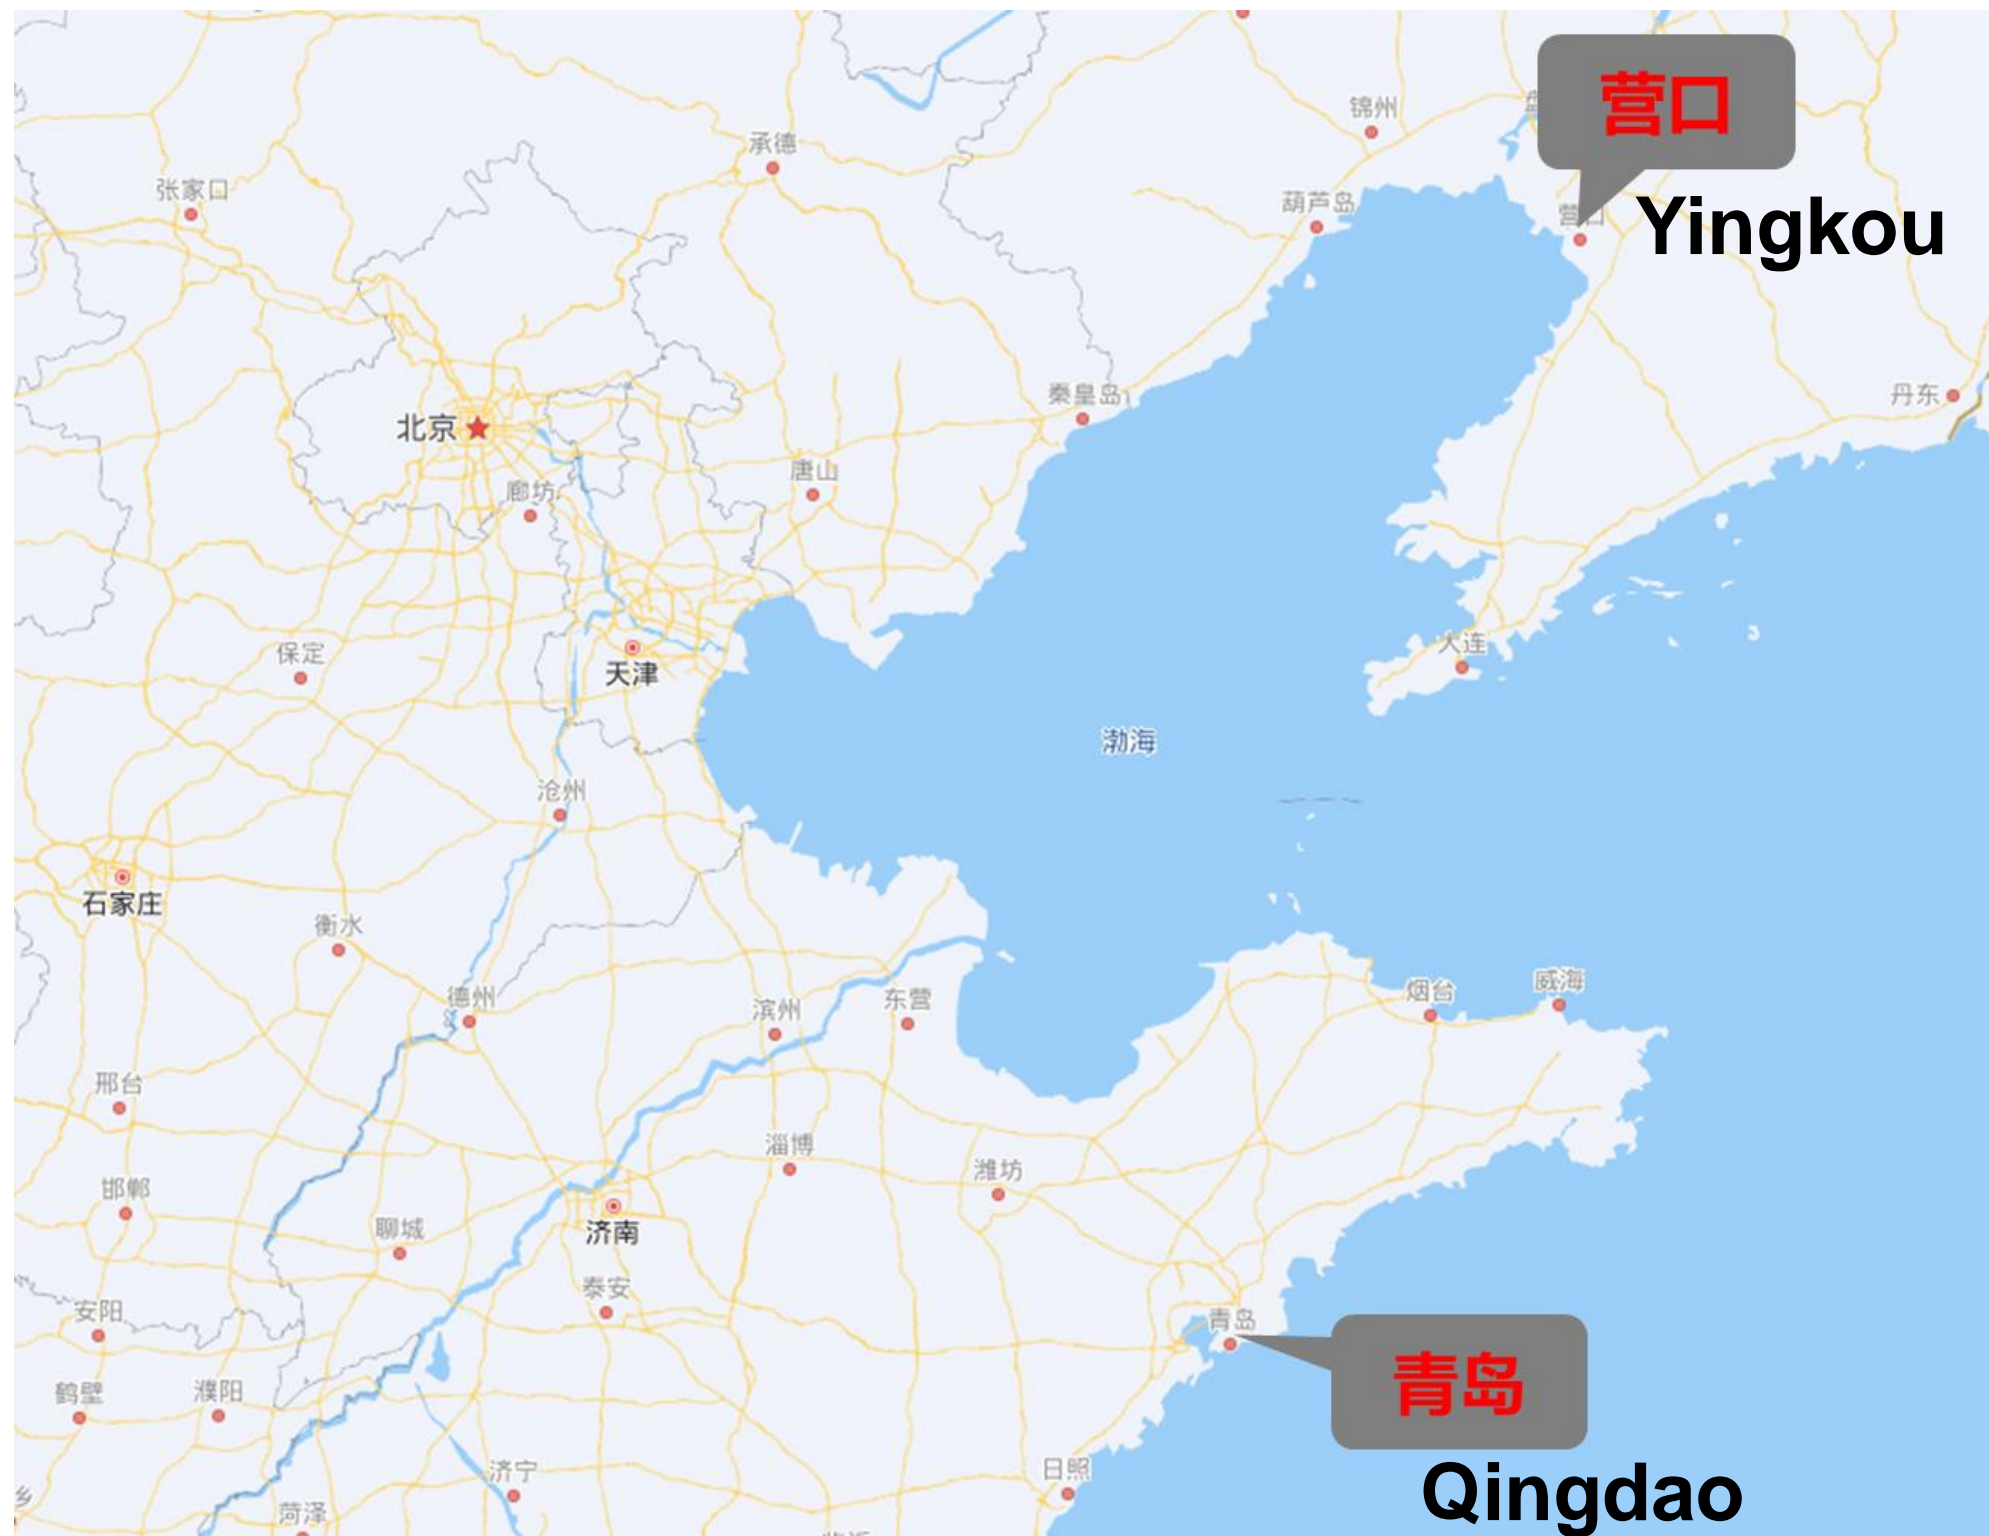 营口
锦州
承德
张家口
葫芦岛
营口
Yingkou
秦皇岛
丹东
北京
唐山
廊坊
大连
保定
天津
渤海
沧州
石家庄
衡水
威海
烟台
德州
东营
滨州
邢台
淄博
潍坊
邯郸
聊城
济南
泰安
安阳
青岛
青岛
鹤壁
濮阳
日照
济宁
Qingdao
乡
菏泽